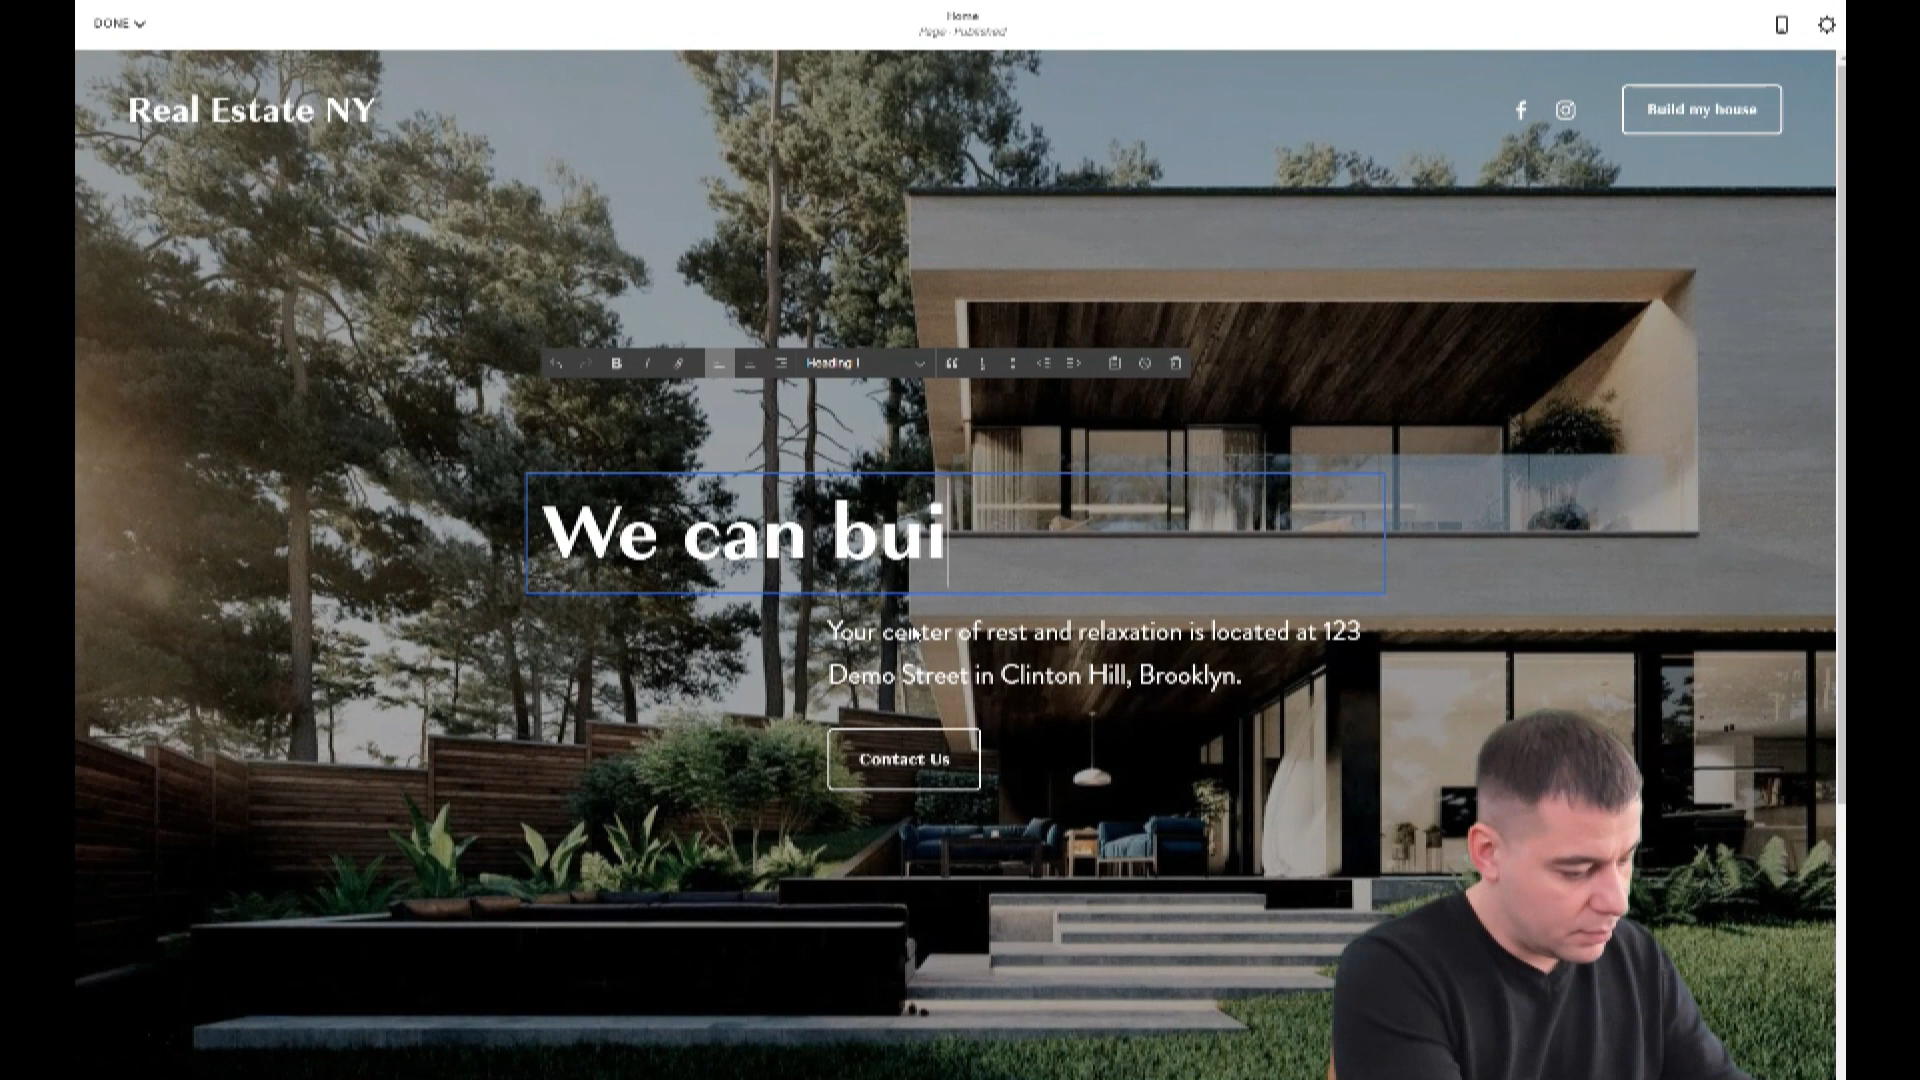 DONE
Home
Page · Published
Real Estate NY
Build my house
Heading 1
We can bui
Your center of rest and relaxation is located at 123
Demo Street in Clinton Hill, Brooklyn.
Contact Us